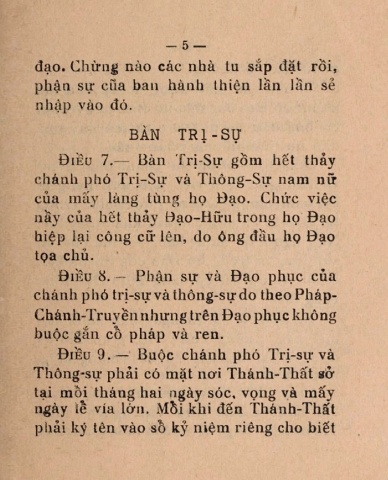 — 5 —
đạo. Chừng nào các nhà tu sắp đặt rồi,
phận sự của ban hành thiện lần lần sẻ
nhập vào đó.
BÀN TRỊ-SỰ
ĐIỀU 7.— Bàn Trị-Sự gồm hết thảy
chánh phó Trị-Sự và Thông-Sự nam nữ
của mấy làng tùng họ Đạo. Chức việc
nầy của hết thảy Đạo-Hữu trong họ Đạo
hiệp lại công cữ lên, do ông đầu họ Đạo
tọa chủ.
ĐIỀU 8. — Phận sự và Đạo phục của
chánh phó trị-sự và thông-sự do theo Pháp-
Chánh-Truyền nhưng trên Đạo phục không
buộc gắn cổ pháp và ren.
ĐIỀU 9. — Buộc chánh phó Trị-sự và
Thông-sự phải có mặt nơi Thánh-Thất sở
tại mỗi tháng hai ngày sóc, vọng và mấy
ngày lễ vía lớn. Mỗi khi đến Thánh-Thất
phải ký tên vào sổ kỷ niệm riêng cho biết